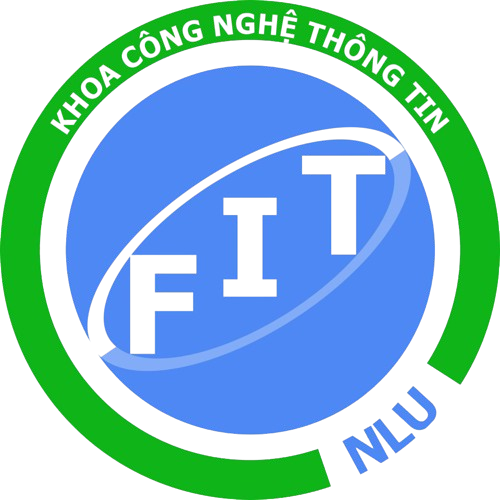 KHOA CÔNG NGHỆ THÔNG TIN
FIT
NLU